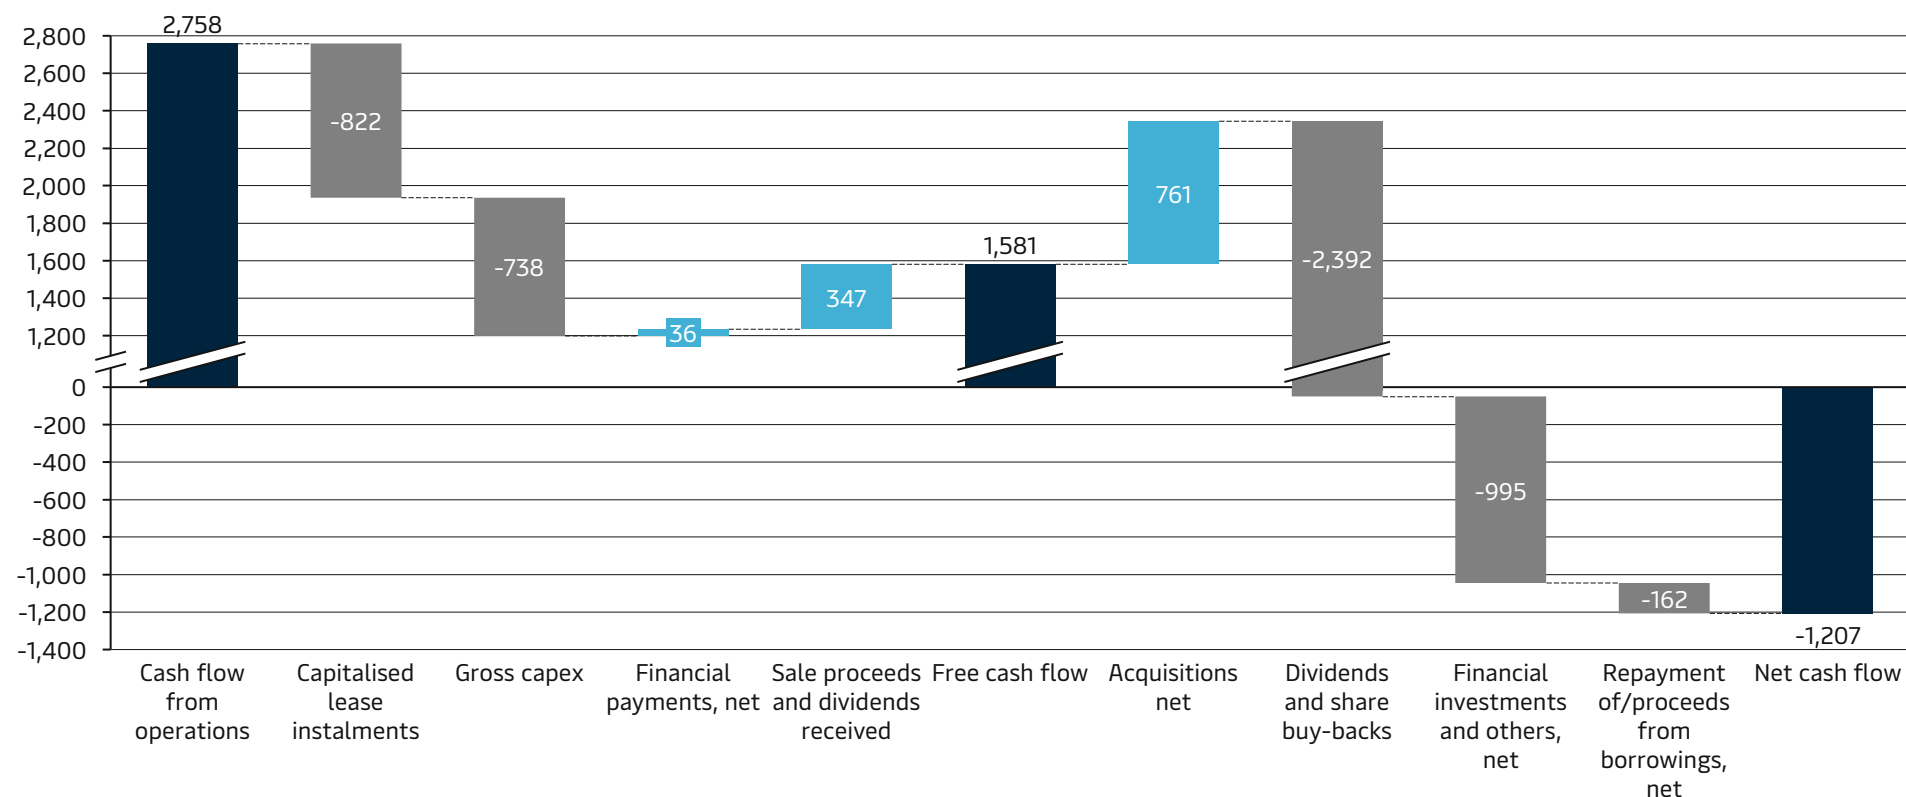 2,758
2,800
2,600
2,400
2,200
2,000
1,800
1,600
1,400
1,200
0
-200
-400
-600
-800
-1,000
-1,200
-1,400
-822
-738
36
347
1,581
761
-2,392
-995
-162
-1,207
Cash flow
from
operations
Capitalised
lease
instalments
Gross capex
Financial
payments, net
Sale proceeds
and dividends
received
Free cash flow
Acquisitions
net
Dividends
and share
buy-backs
Financial
investments
and others,
net
Repayment
of/proceeds
from
borrowings,
net
Net cash flow